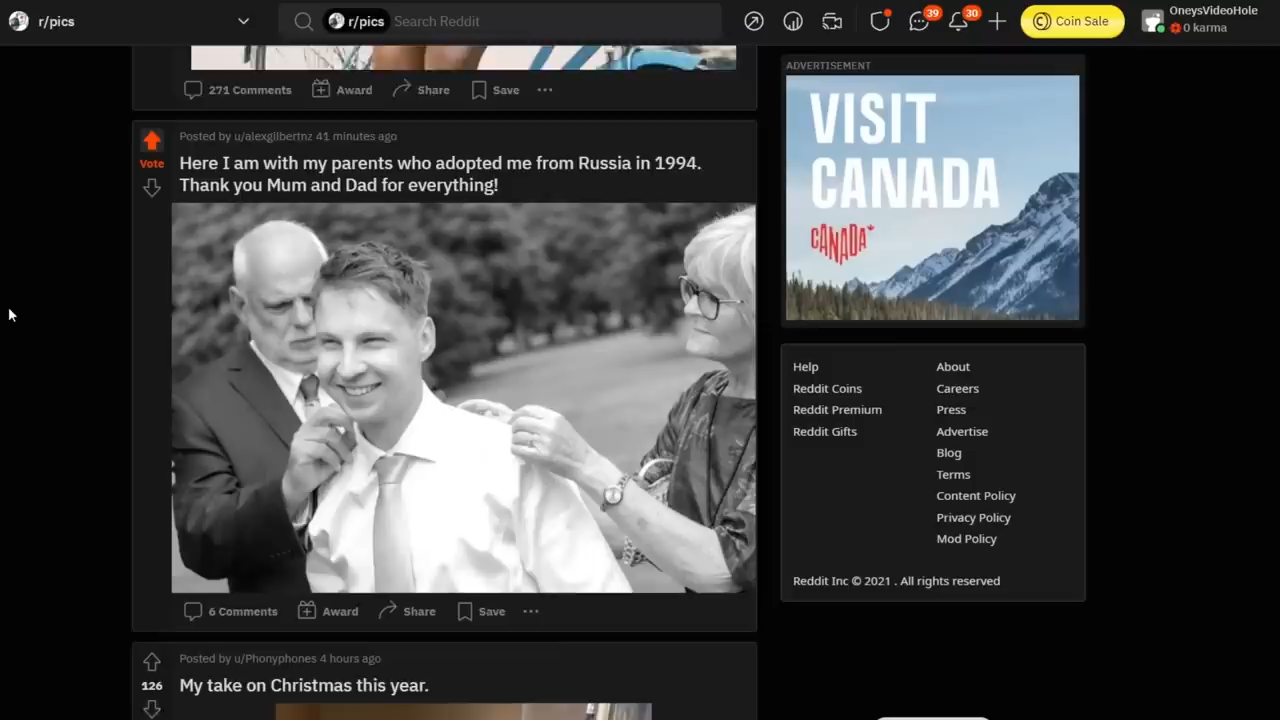 r/pics
r/pics Search Reddit
39
30
Coin Sale
OneysVideoHole
0 karma
271 Comments Award Share Save
Posted by u/alexgilbertnz 41 minutes ago
Vote
Here I am with my parents who adopted me from Russia in 1994.
Thank you Mum and Dad for everything!
6 Comments Award Share Save
Posted by u/Phonyphones 4 hours ago
126
My take on Christmas this year.
ADVERTISEMENT
VISIT
CANADA
CANADA
Help
Reddit Coins
Reddit Premium
Reddit Gifts
About
Careers
Press
Advertise
Blog
Terms
Content Policy
Privacy Policy
Mod Policy
Reddit Inc © 2021 . All rights reserved